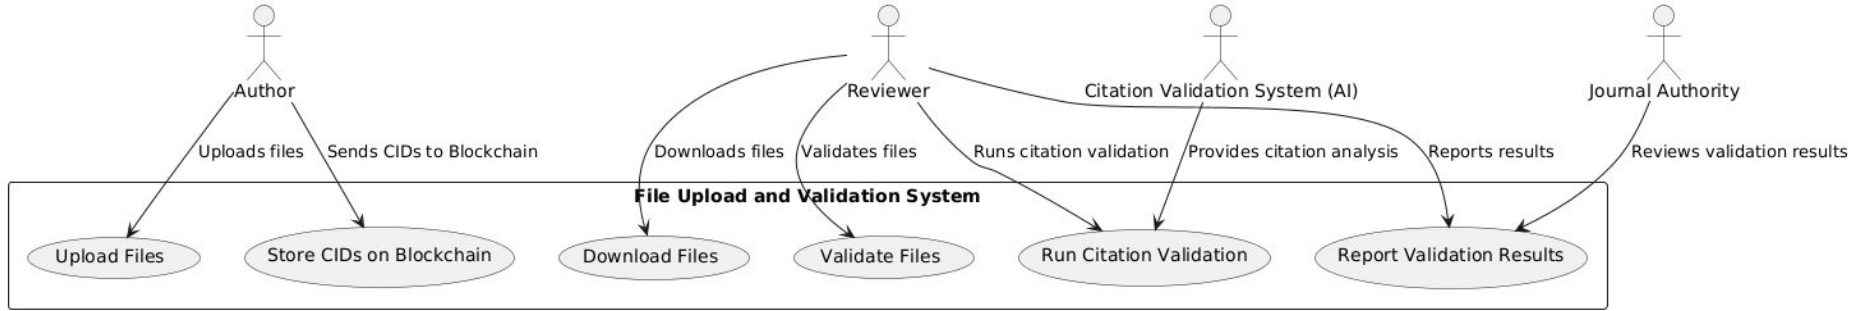 Author
Reviewer
Citation Validation System (AI)
Journal Authority
Uploads files
Sends CIDs to Blockchain
Downloads files
Validates files
Runs citation validation
Provides citation analysis
Reports results
Reviews validation results
File Upload and Validation System
Upload Files
Store CIDs on Blockchain
Download Files
Validate Files
Run Citation Validation
Report Validation Results